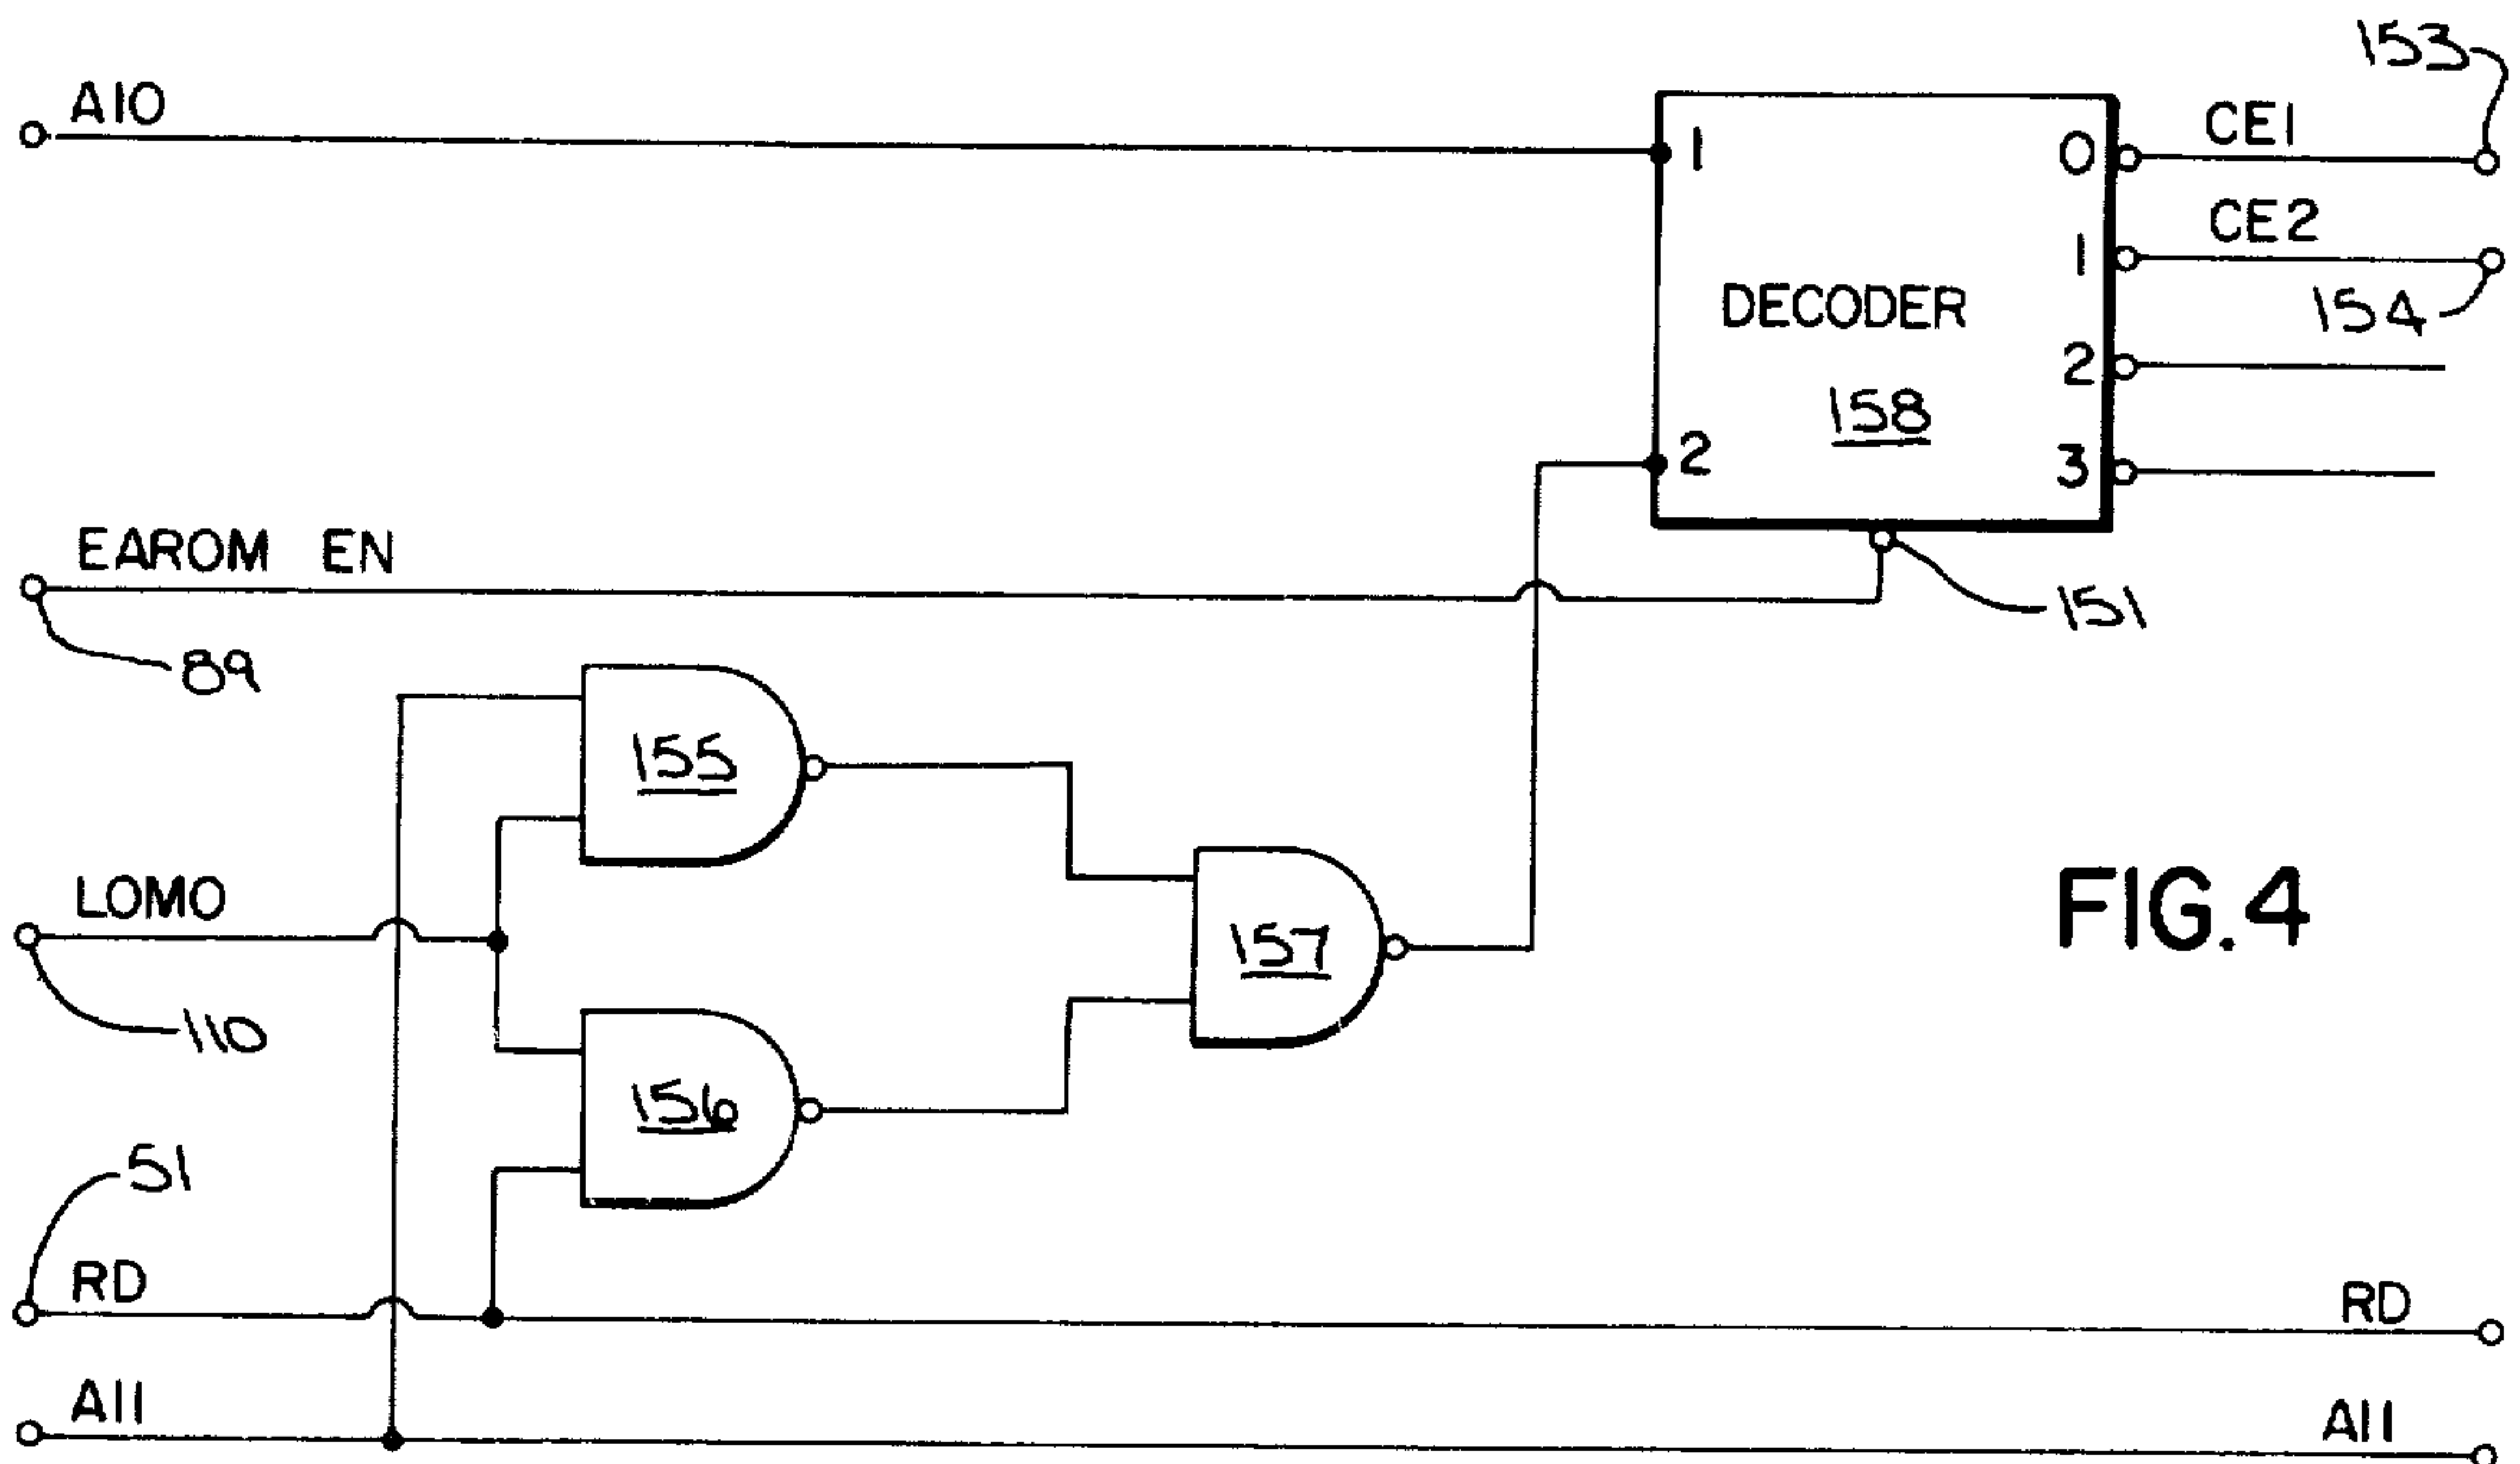 153
A10
1
0
CE1
CE2
1
154
DECODER
2
158
2
3
EAROM EN
151
89
155
LOMO
157
FIG.4
110
156
51
RD
RD
A11
A11